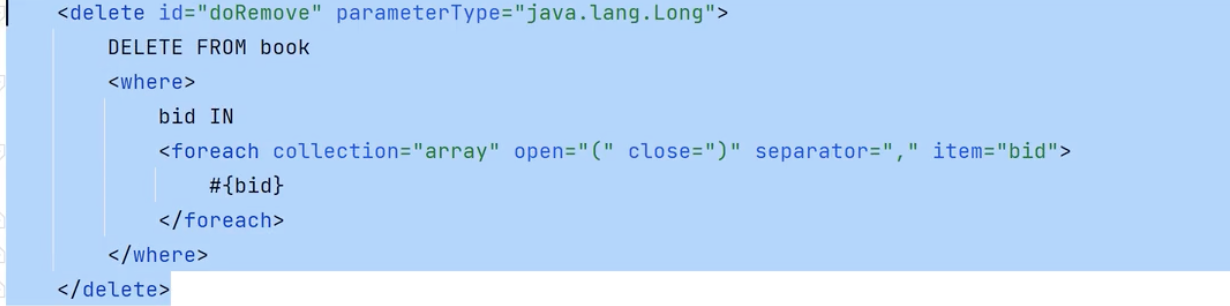 <delete id="doRemove" parameterType="java.lang.Long">
DELETE FROM book
<where>
bid IN
<foreach collection="array" open="(" close=")" separator="," item="bid">
#{bid}
</foreach>
</where>
</delete>